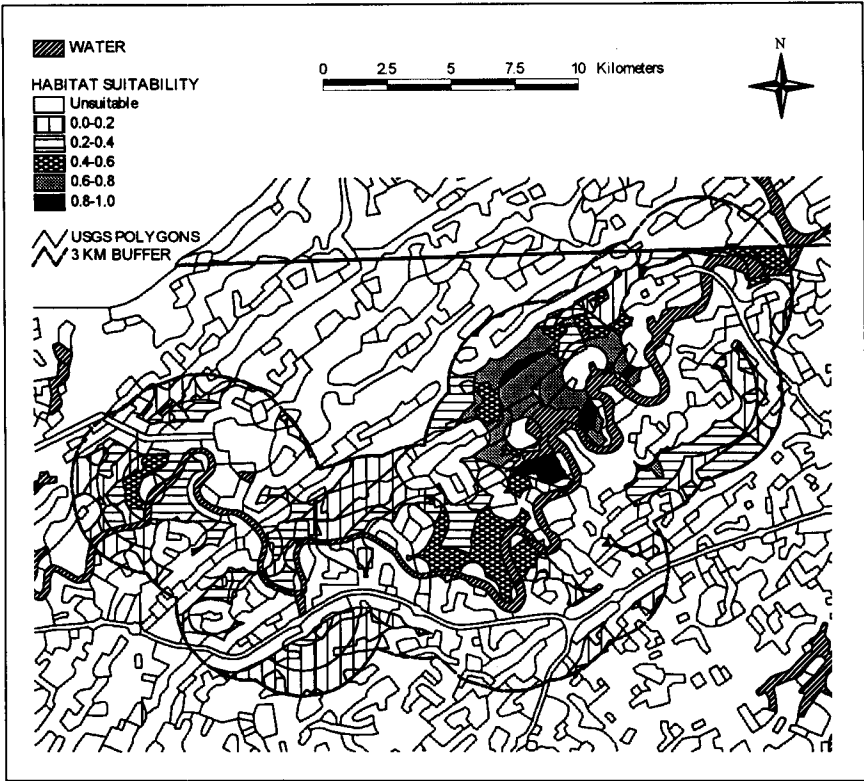 WATER
HABITAT SUITABILITY
Unsuitable
0.0-0.2
0.2-0.4
0.4-0.6
0.6-0.8
0.8-1.0
USGS POLYGONS
3 KM BUFFER
0 2.5 5 7.5 10 Kilometers
N